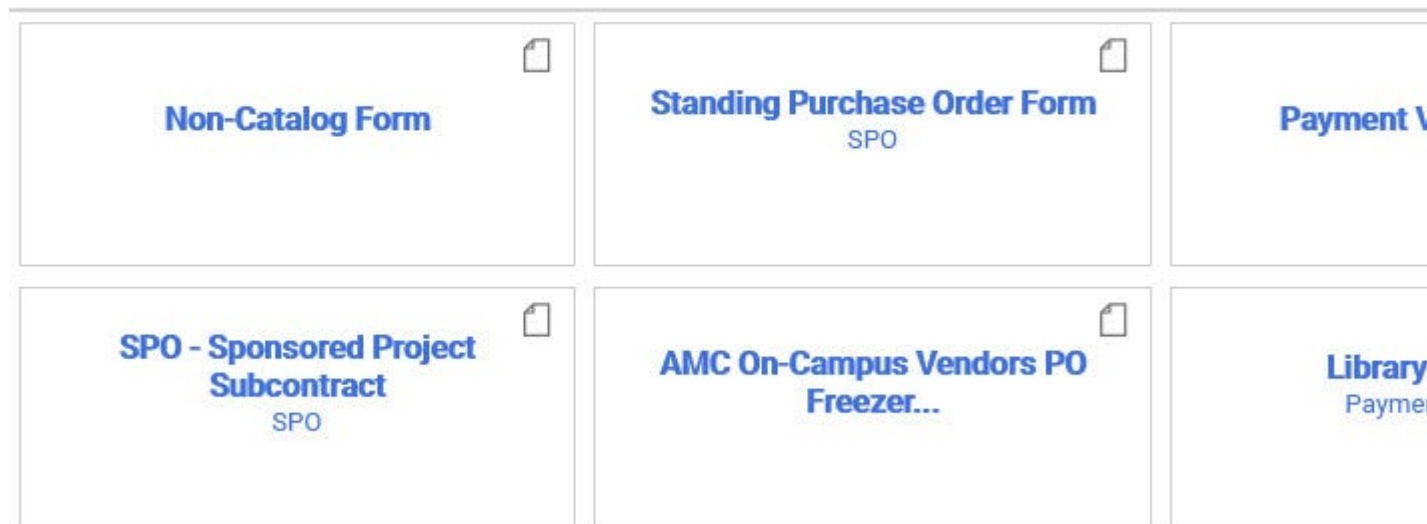 Non-Catalog Form
Standing Purchase Order Form
SPO
Payment
SPO - Sponsored Project
Subcontract
SPO
AMC On-Campus Vendors PO
Freezer...
Library